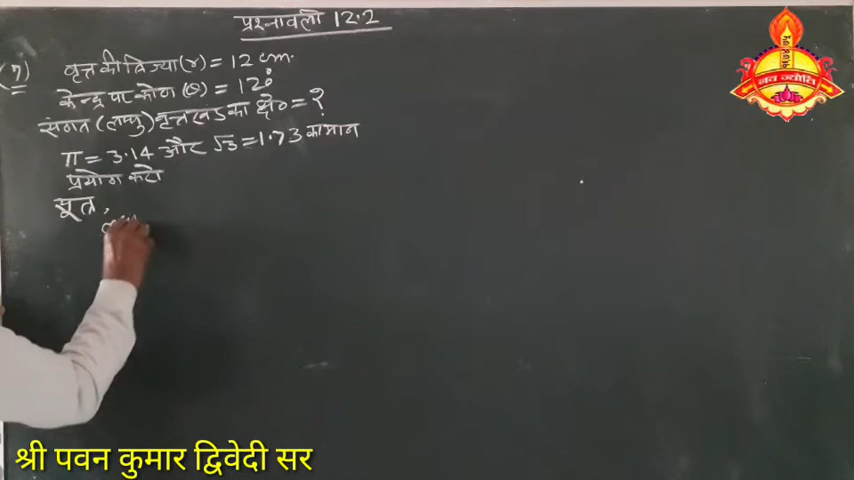 प्रश्नावली 12.2
(7) वृत्त की त्रिज्या (r) = 12 cm.
केन्द्र पर कोण (θ) = 120°
संगत (लघु) वृत्तखंड का क्षे० = ?
π = 3.14 और √3 = 1.73 का मान
प्रयोग करो
सूत्र,
नव ज्योति
श्री पवन कुमार द्विवेदी सर